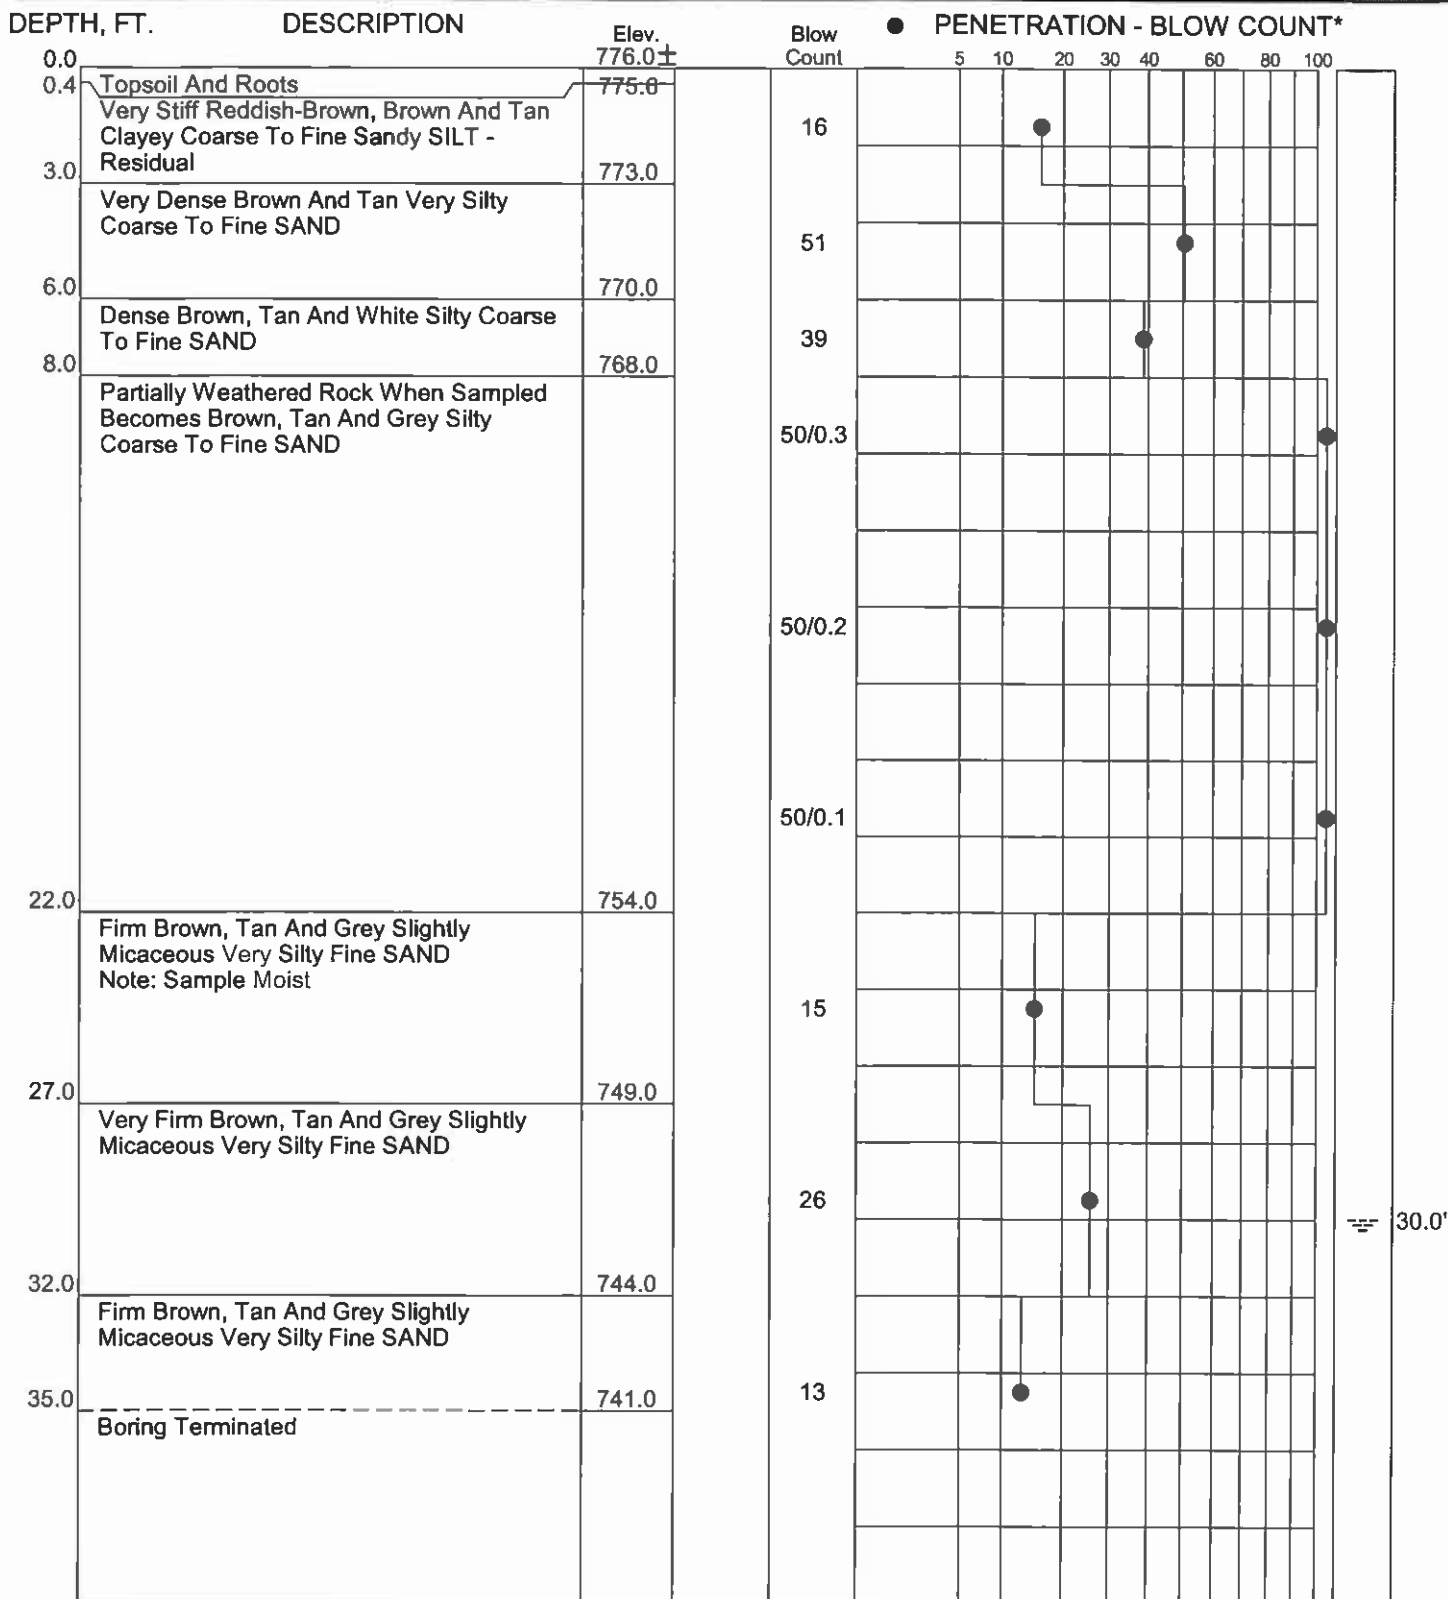 DEPTH, FT. DESCRIPTION Elev. Blow ● PENETRATION - BLOW COUNT*
0.0 776.0± Count 5 10 20 30 40 60 80 100
0.4 Topsoil And Roots 775.6
Very Stiff Reddish-Brown, Brown And Tan
Clayey Coarse To Fine Sandy SILT - 16
Residual
3.0 773.0
Very Dense Brown And Tan Very Silty
Coarse To Fine SAND
51
6.0 770.0
Dense Brown, Tan And White Silty Coarse
To Fine SAND 39
8.0 768.0
Partially Weathered Rock When Sampled
Becomes Brown, Tan And Grey Silty
Coarse To Fine SAND 50/0.3
50/0.2
50/0.1
22.0 754.0
Firm Brown, Tan And Grey Slightly
Micaceous Very Silty Fine SAND
Note: Sample Moist
15
27.0 749.0
Very Firm Brown, Tan And Grey Slightly
Micaceous Very Silty Fine SAND
26
30.0'
32.0 744.0
Firm Brown, Tan And Grey Slightly
Micaceous Very Silty Fine SAND
13
35.0 741.0
Boring Terminated